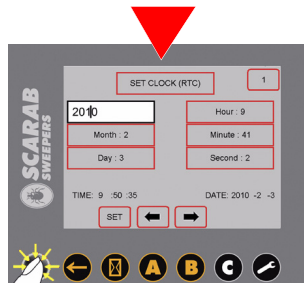 SCARAB
SWEEPERS
SET CLOCK (RTC)
1
2010
Hour : 9
Month : 2
Minute : 41
Day : 3
Second : 2
TIME: 9 :50 :35
DATE: 2010 -2 -3
SET
A
B
C